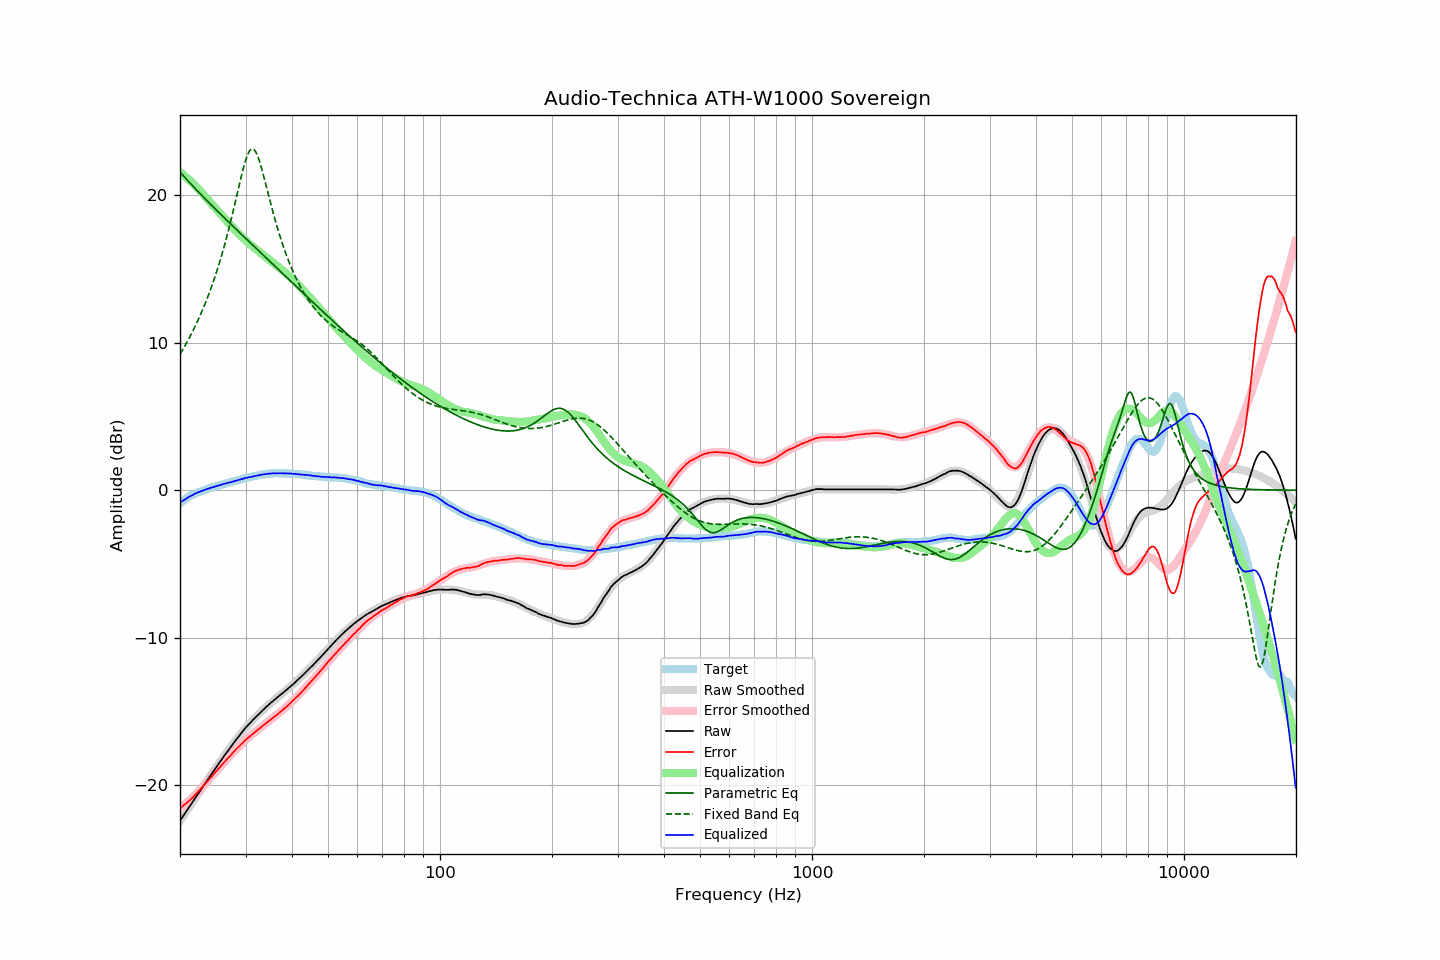 Audio-Technica ATH-W1000 Sovereign
Amplitude (dBr)
20
10
0
−10
−20
100
1000
10000
Frequency (Hz)
Target
Raw Smoothed
Error Smoothed
Raw
Error
Equalization
Parametric Eq
Fixed Band Eq
Equalized